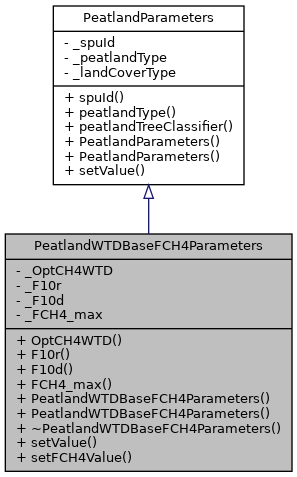 PeatlandParameters
- _spuId
- _peatlandType
- _landCoverType
+ spuId()
+ peatlandType()
+ peatlandTreeClassifier()
+ PeatlandParameters()
+ PeatlandParameters()
+ setValue()
PeatlandWTDBaseFCH4Parameters
- _OptCH4WTD
- _F10r
- _F10d
- _FCH4_max
+ OptCH4WTD()
+ F10r()
+ F10d()
+ FCH4_max()
+ PeatlandWTDBaseFCH4Parameters()
+ PeatlandWTDBaseFCH4Parameters()
+ ~PeatlandWTDBaseFCH4Parameters()
+ setValue()
+ setFCH4Value()